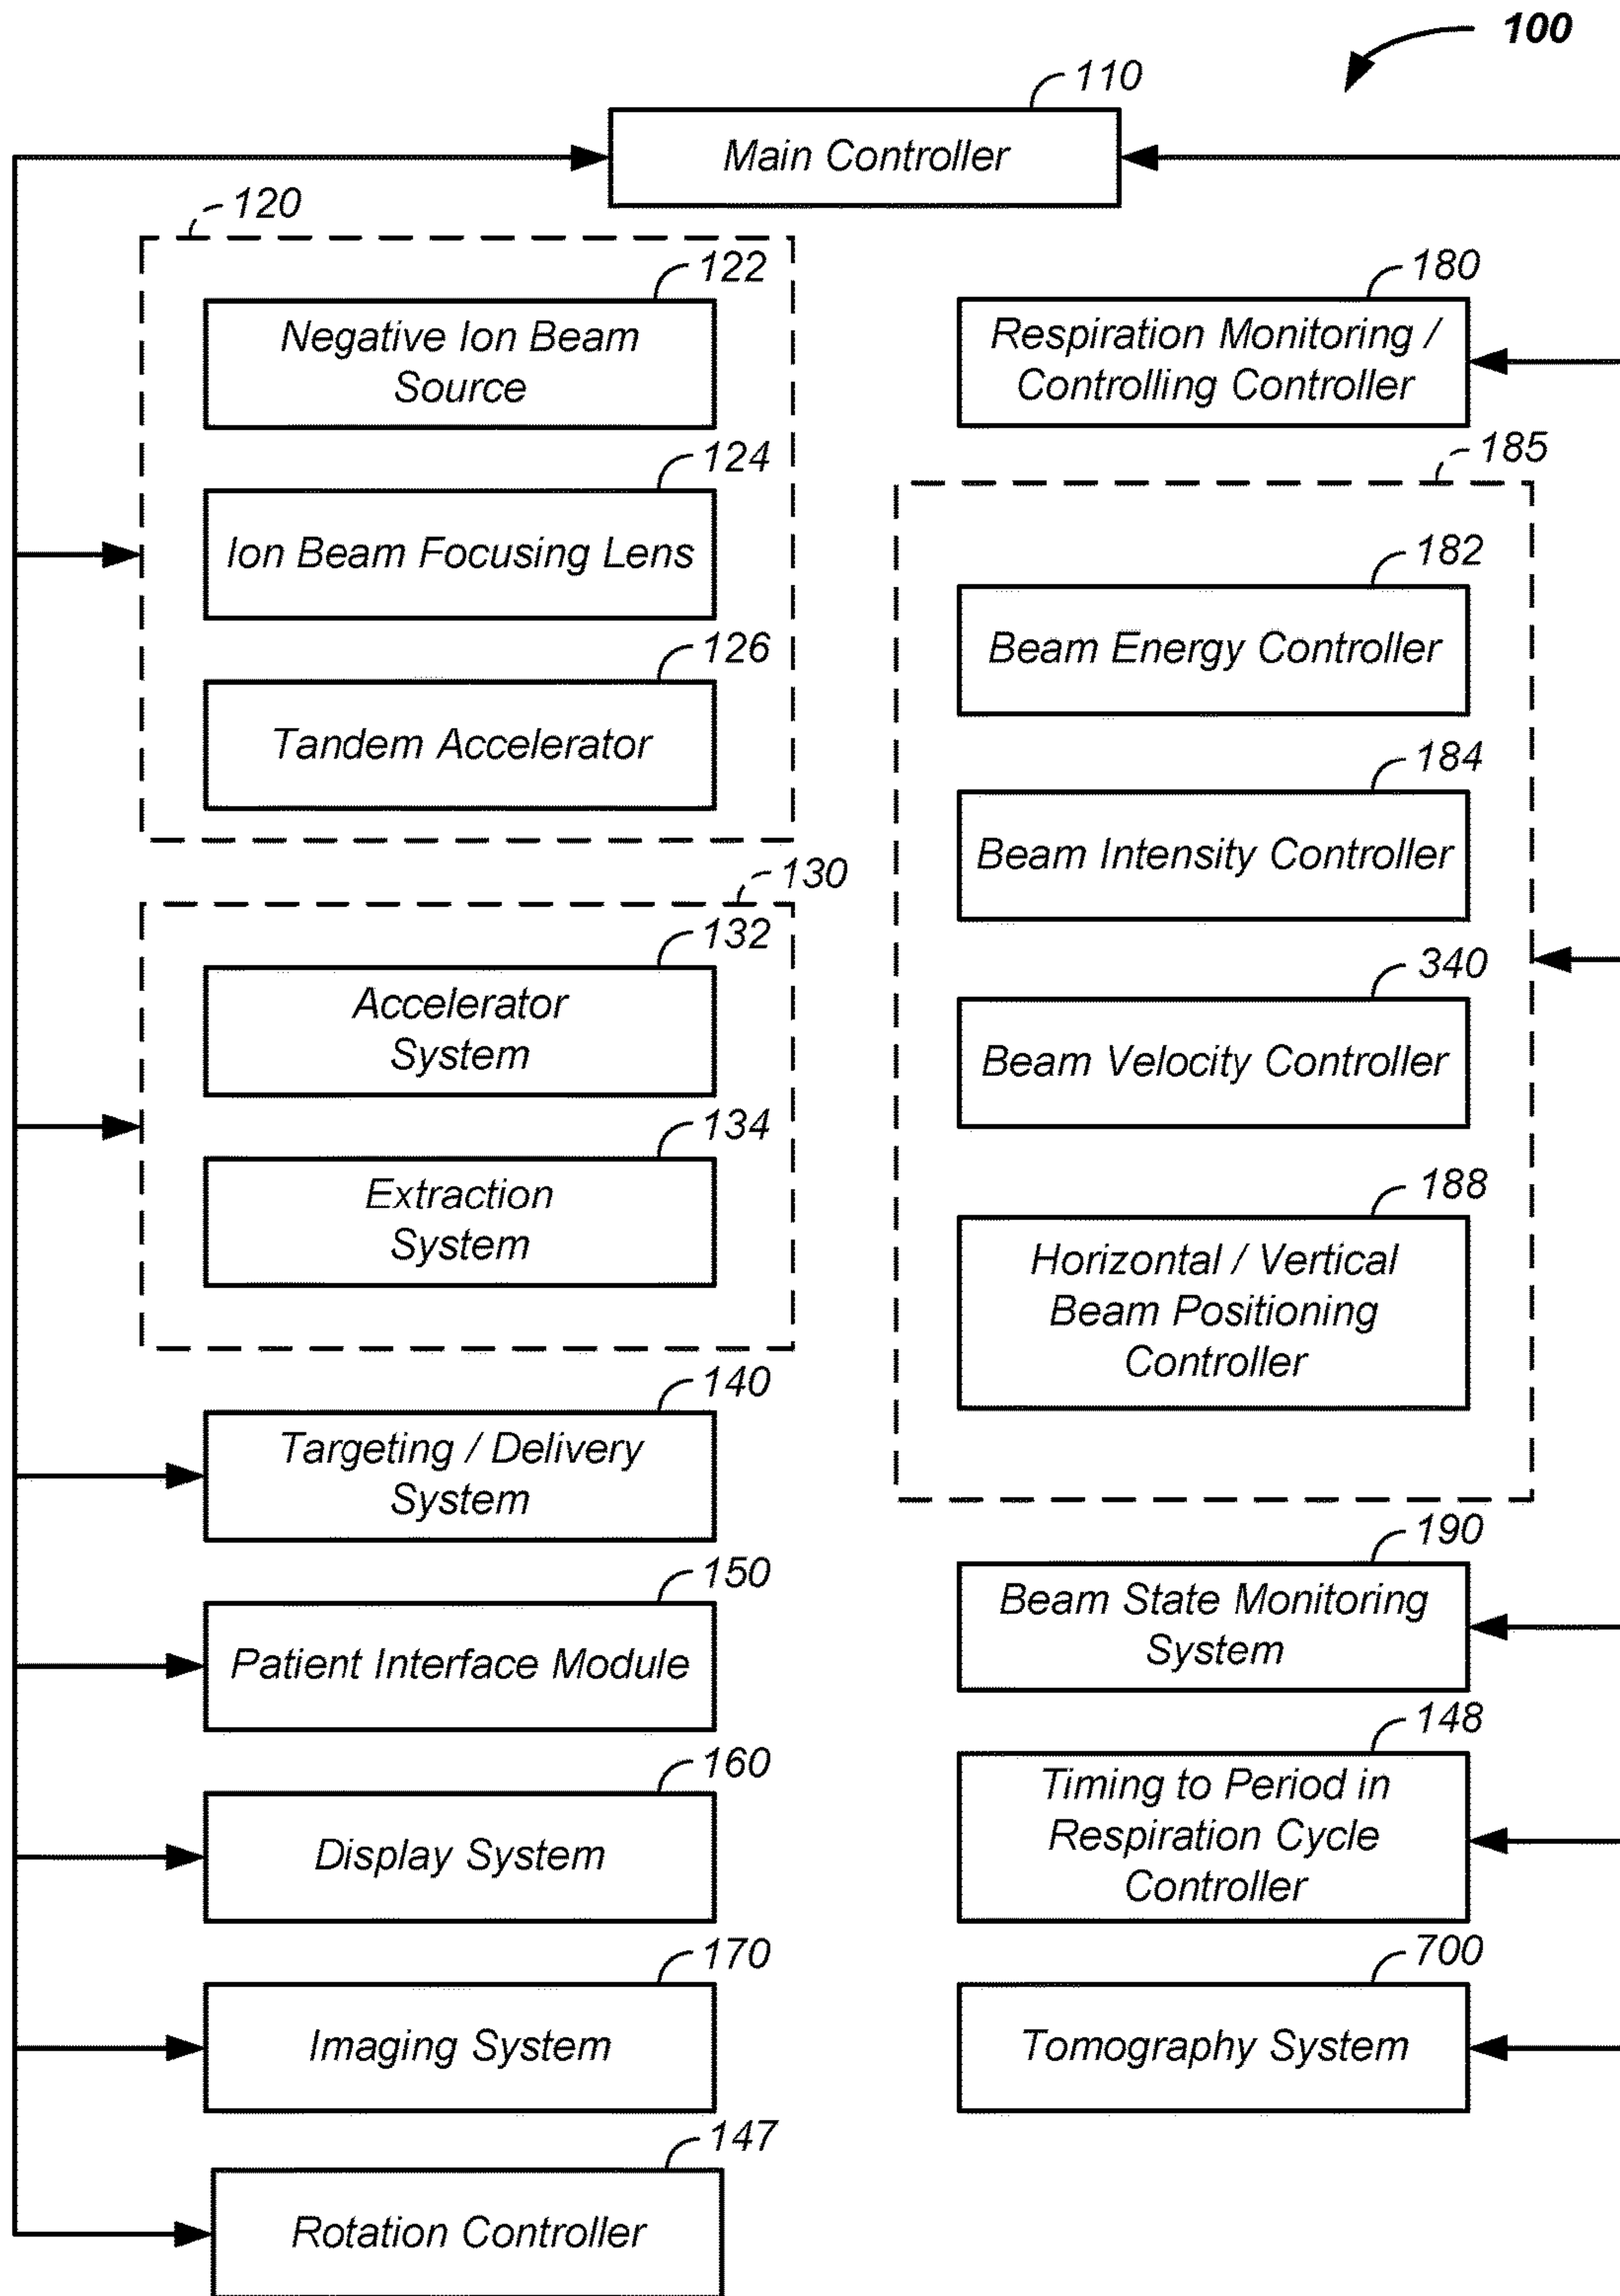 100
110
Main Controller
120
122
Negative Ion Beam
Source
124
Ion Beam Focusing Lens
126
Tandem Accelerator
130
132
Accelerator
System
134
Extraction
System
140
Targeting / Delivery
System
150
Patient Interface Module
160
Display System
170
Imaging System
147
Rotation Controller
180
Respiration Monitoring /
Controlling Controller
185
182
Beam Energy Controller
184
Beam Intensity Controller
340
Beam Velocity Controller
188
Horizontal / Vertical
Beam Positioning
Controller
190
Beam State Monitoring
System
148
Timing to Period in
Respiration Cycle
Controller
700
Tomography System